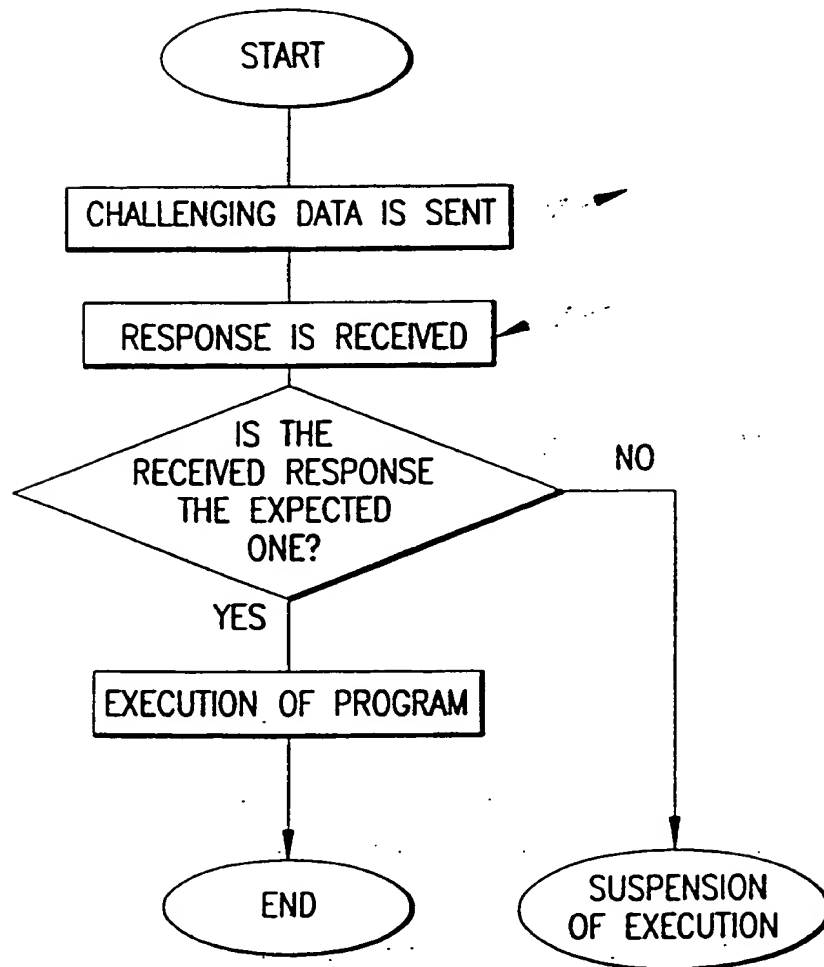 START
CHALLENGING DATA IS SENT
RESPONSE IS RECEIVED
IS THE
RECEIVED RESPONSE
THE EXPECTED
ONE?
NO
YES
EXECUTION OF PROGRAM
END
SUSPENSION
OF EXECUTION